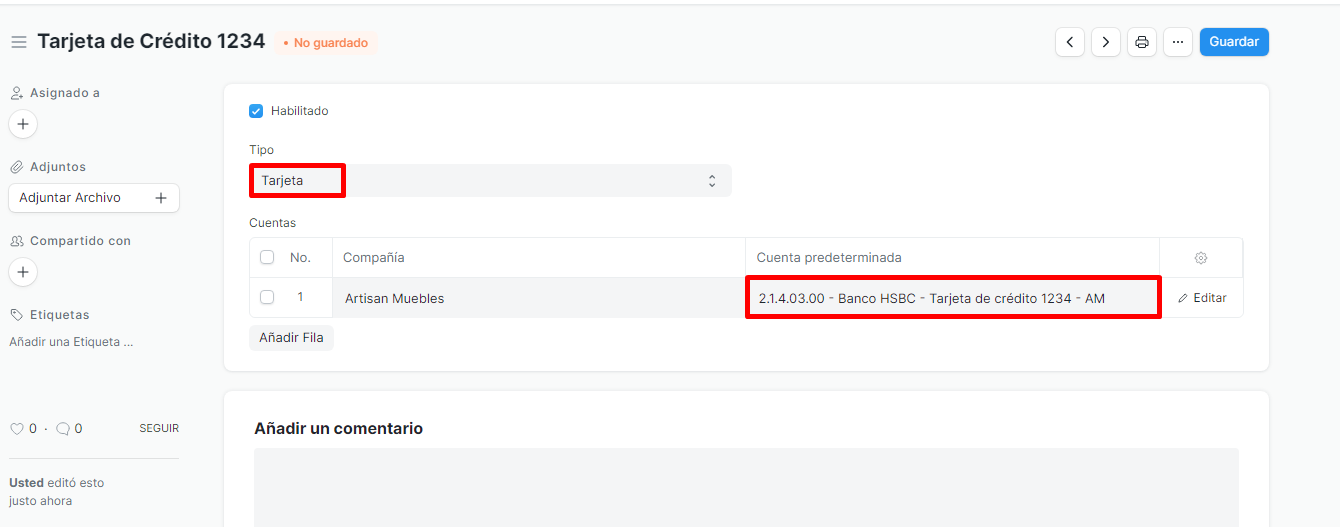 Tarjeta de Crédito 1234
• No guardado
Guardar
Asignado a
Adjuntos
Adjuntar Archivo
Compartido con
Etiquetas
Añadir una Etiqueta ...
0 · 0 SEGUIR
Usted editó esto
justo ahora
Habilitado
Tipo
Tarjeta
Cuentas
No. Compañía Cuenta predeterminada
1 Artisan Muebles 2.1.4.03.00 - Banco HSBC - Tarjeta de crédito 1234 - AM Editar
Añadir Fila
Añadir un comentario